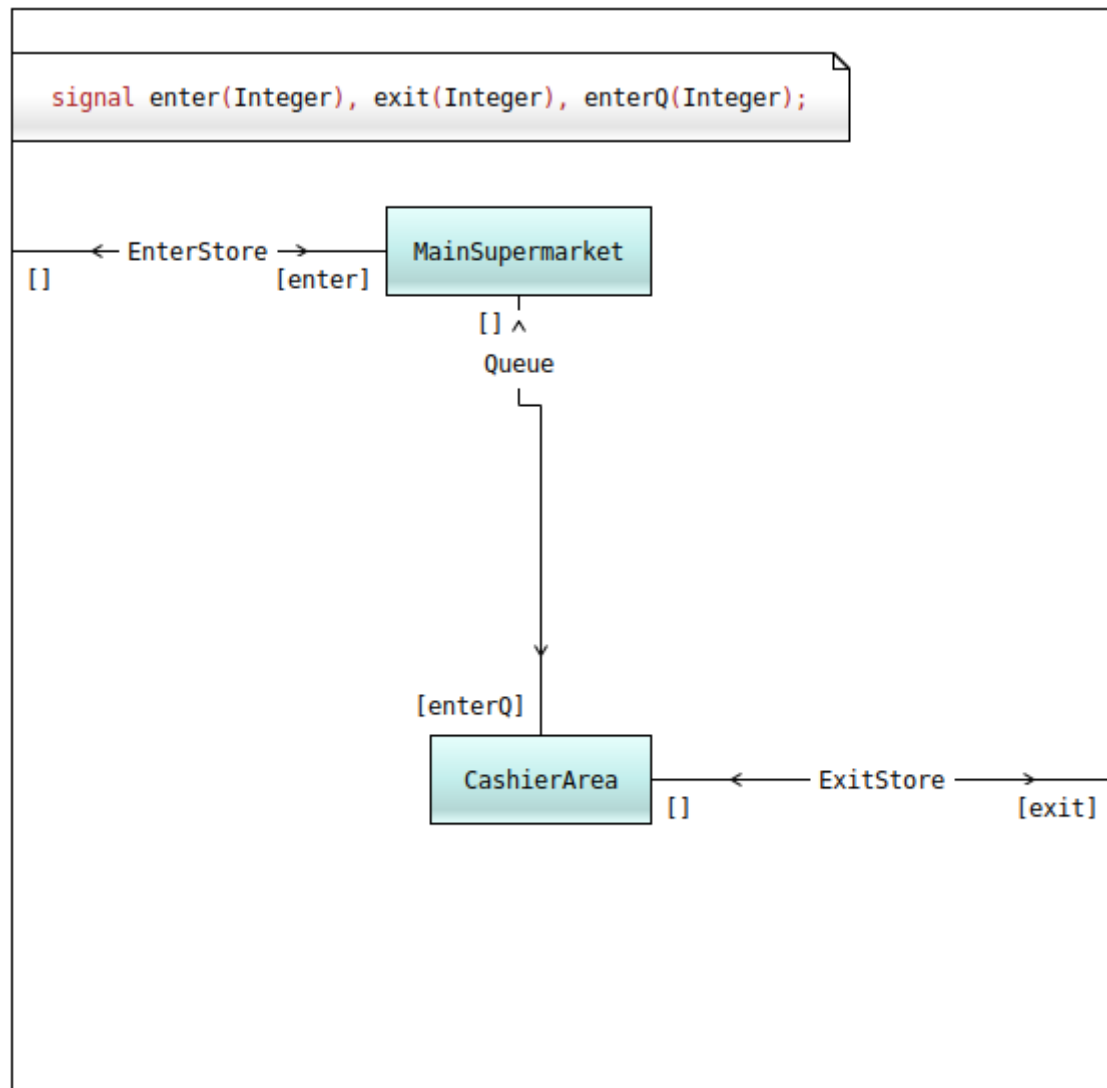 signal enter(Integer), exit(Integer), enterQ(Integer);
EnterStore
MainSupermarket
[]
[enter]
[]
Queue
[enterQ]
CashierArea
ExitStore
[]
[exit]